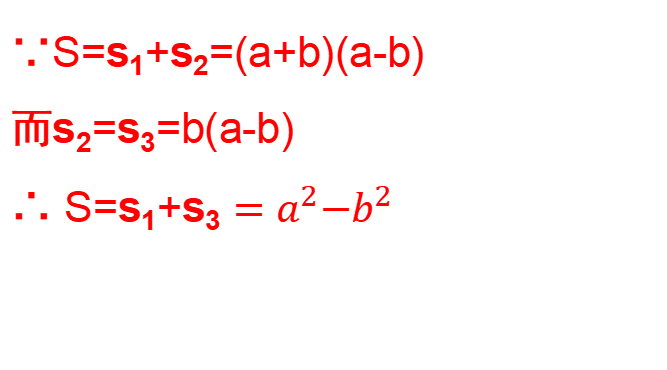 ∵S=s₁+s₂=(a+b)(a-b)
而s₂=s₃=b(a-b)
∴ S=s₁+s₃ = a²−b²